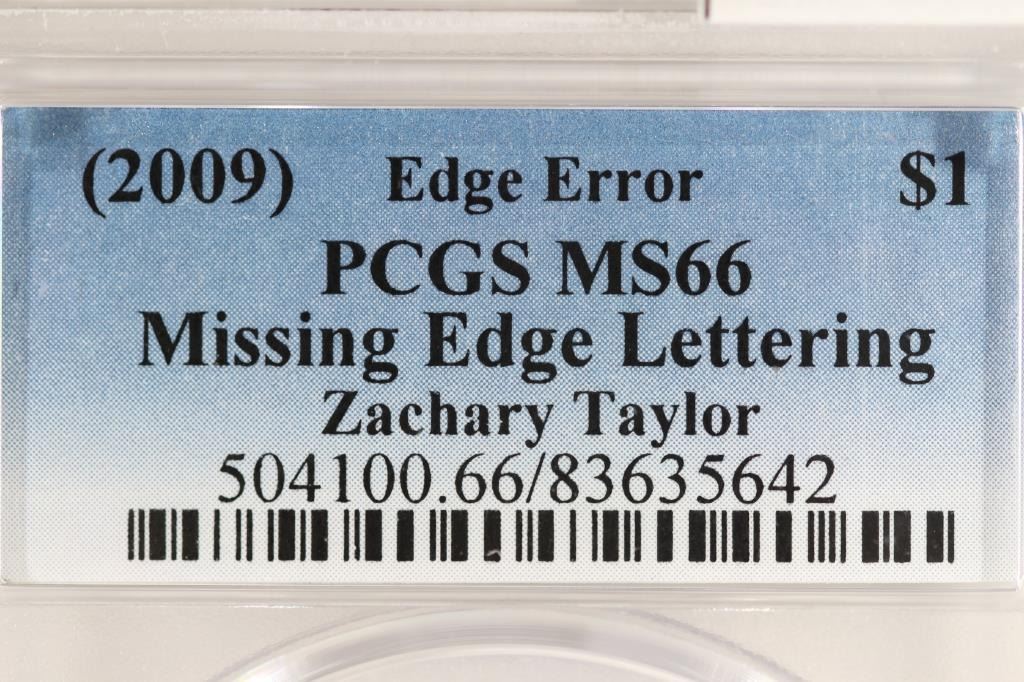 (2009) Edge Error $1
PCGS MS66
Missing Edge Lettering
Zachary Taylor
504100.66/83635642